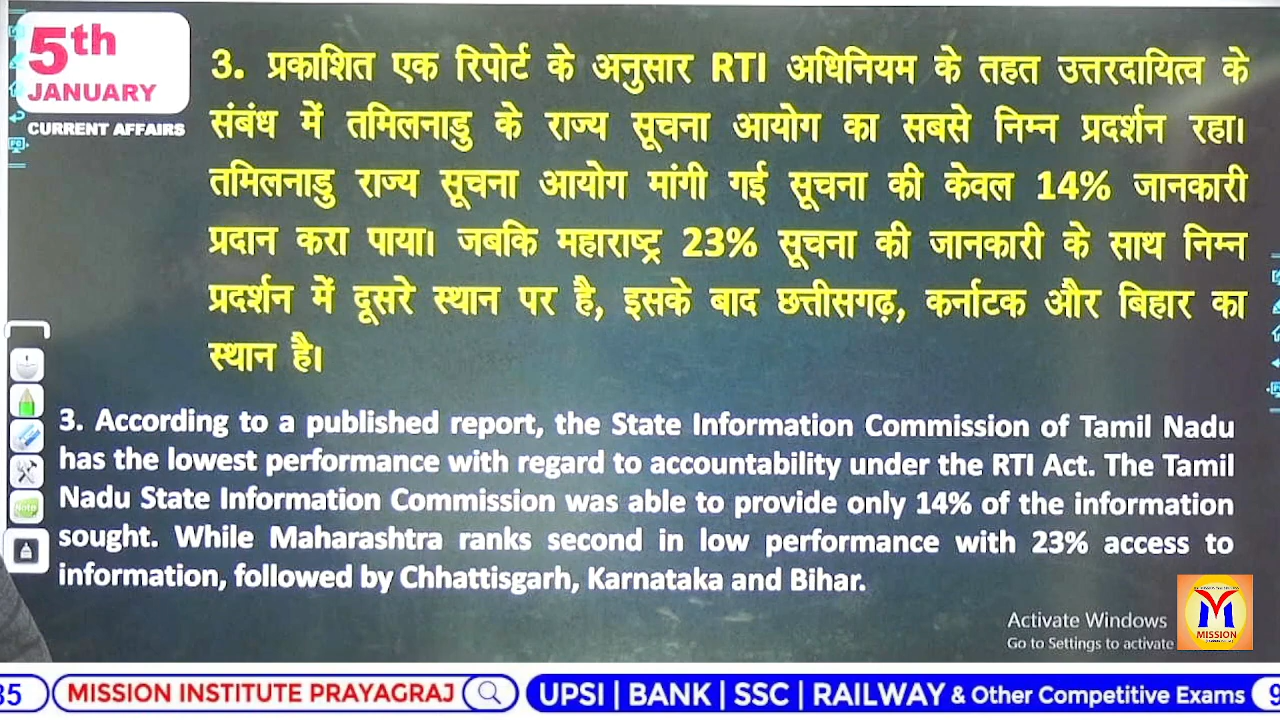 5th
JANUARY
CURRENT AFFAIRS
3. प्रकाशित एक रिपोर्ट के अनुसार RTI अधिनियम के तहत उत्तरदायित्व के
संबंध में तमिलनाडु के राज्य सूचना आयोग का सबसे निम्न प्रदर्शन रहा।
तमिलनाडु राज्य सूचना आयोग मांगी गई सूचना की केवल 14% जानकारी
प्रदान करा पाया। जबकि महाराष्ट्र 23% सूचना की जानकारी के साथ निम्न
प्रदर्शन में दूसरे स्थान पर है, इसके बाद छत्तीसगढ़, कर्नाटक और बिहार का
स्थान है।
3. According to a published report, the State Information Commission of Tamil Nadu
has the lowest performance with regard to accountability under the RTI Act. The Tamil
Nadu State Information Commission was able to provide only 14% of the information
sought. While Maharashtra ranks second in low performance with 23% access to
information, followed by Chhattisgarh, Karnataka and Bihar.
Activate Windows
Go to Settings to activate
M
MISSION
35 MISSION INSTITUTE PRAYAGRAJ UPSI | BANK | SSC | RAILWAY & Other Competitive Exams 9